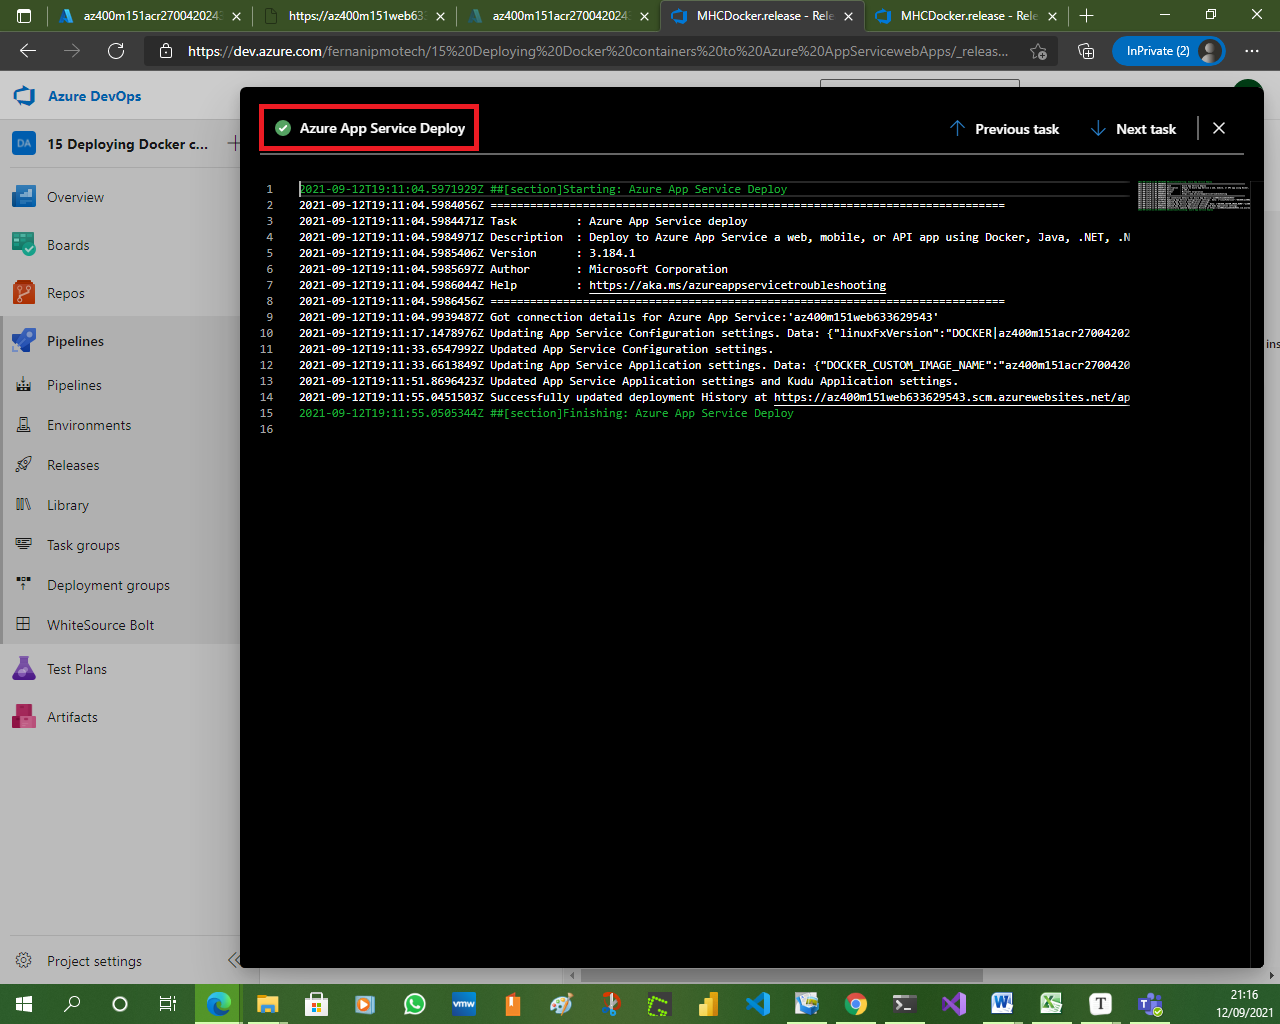 az400m151acr270042024
https://az400m151web633
az400m151acr270042024
MHCDocker.release - Rele
MHCDocker.release - Rele
https://dev.azure.com/fernanipmotech/15%20Deploying%20Docker%20containers%20to%20Azure%20AppServicewebApps/_releas...
InPrivate (2)
Azure DevOps
DA
15 Deploying Docker c...
Overview
Boards
Repos
Pipelines
Pipelines
Environments
Releases
Library
Task groups
Deployment groups
WhiteSource Bolt
Test Plans
Artifacts
Project settings
Azure App Service Deploy
Previous task
Next task
1 2021-09-12T19:11:04.5971929Z ##[section]Starting: Azure App Service Deploy
2 2021-09-12T19:11:04.5984056Z ==============================================================================
3 2021-09-12T19:11:04.5984471Z Task         : Azure App Service deploy
4 2021-09-12T19:11:04.5984971Z Description  : Deploy to Azure App Service a web, mobile, or API app using Docker, Java, .NET, .N
5 2021-09-12T19:11:04.5985406Z Version      : 3.184.1
6 2021-09-12T19:11:04.5985697Z Author       : Microsoft Corporation
7 2021-09-12T19:11:04.5986044Z Help         : https://aka.ms/azureappservicetroubleshooting
8 2021-09-12T19:11:04.5986456Z ==============================================================================
9 2021-09-12T19:11:04.9939487Z Got connection details for Azure App Service:'az400m151web633629543'
10 2021-09-12T19:11:17.1478976Z Updating App Service Configuration settings. Data: {"linuxFxVersion":"DOCKER|az400m151acr27004202
11 2021-09-12T19:11:33.6547992Z Updated App Service Configuration settings.
12 2021-09-12T19:11:33.6613849Z Updating App Service Application settings. Data: {"DOCKER_CUSTOM_IMAGE_NAME":"az400m151acr2700420
13 2021-09-12T19:11:51.8696423Z Updated App Service Application settings and Kudu Application settings.
14 2021-09-12T19:11:55.0451503Z Successfully updated deployment History at https://az400m151web633629543.scm.azurewebsites.net/ap
15 2021-09-12T19:11:55.0505344Z ##[section]Finishing: Azure App Service Deploy
16
ins
vmw
T
21:16
12/09/2021